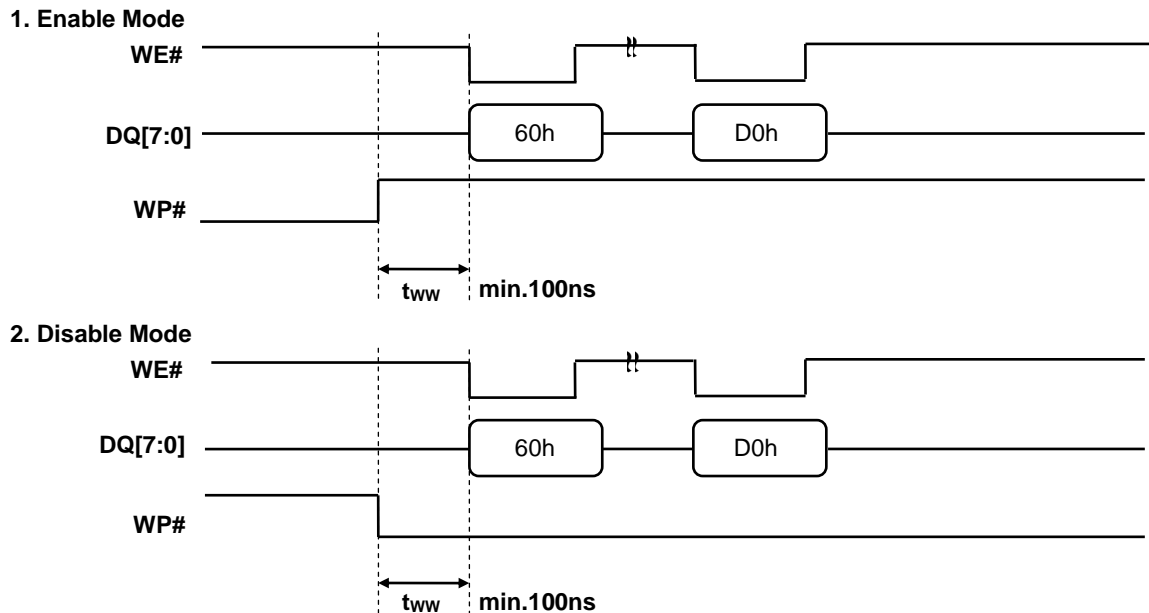 1. Enable Mode
WE#
DQ[7:0] 60h D0h
WP#
tWW min.100ns
2. Disable Mode
WE#
DQ[7:0] 60h D0h
WP#
tWW min.100ns